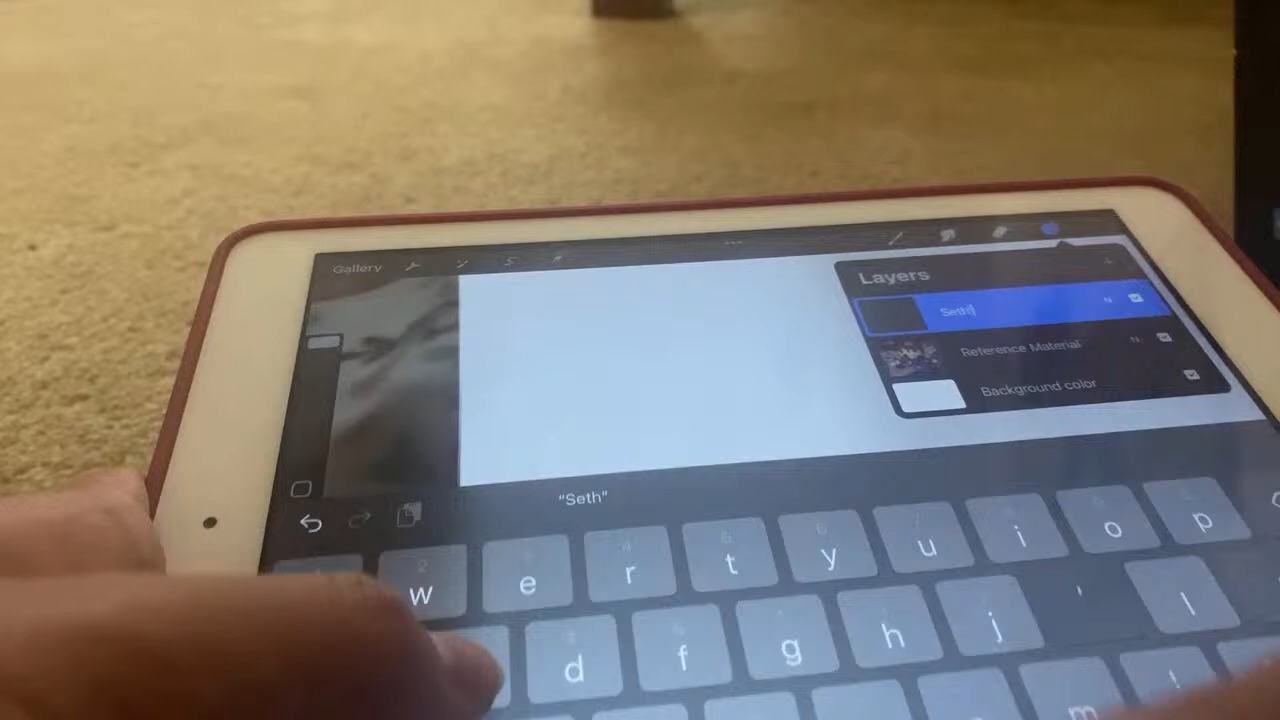 Gallery
Layers
Seth
N
Reference Material
N
Background color
"Seth"
w e r t y u i o p
d f g h j l
m